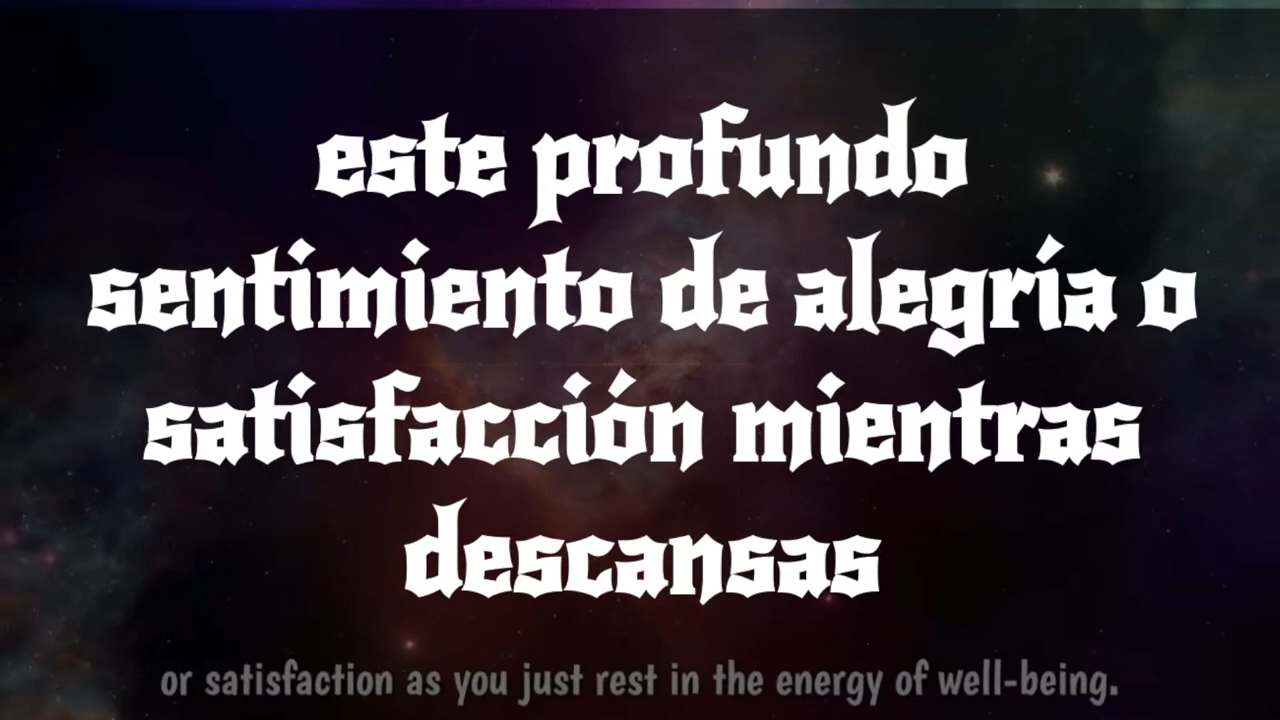 este profundo
sentimiento de alegría o
satisfacción mientras
descansas
or satisfaction as you just rest in the energy of well-being.